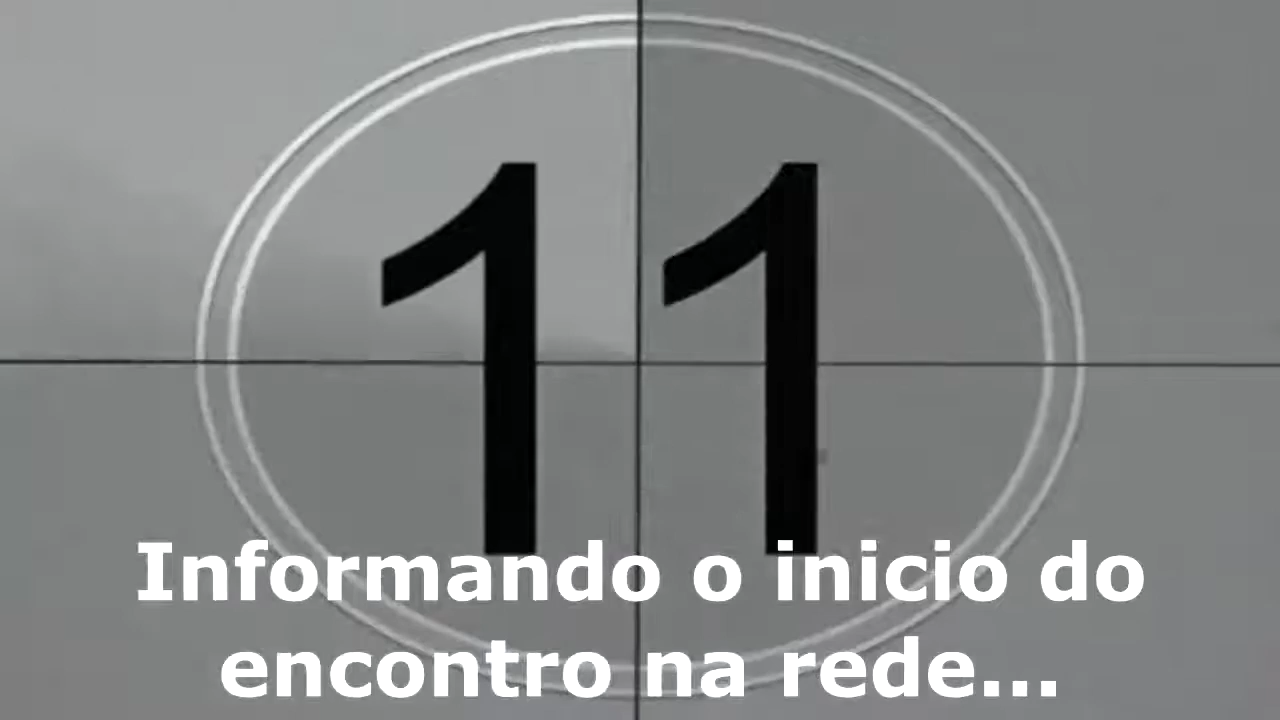 11
Informando o inicio do
encontro na rede...